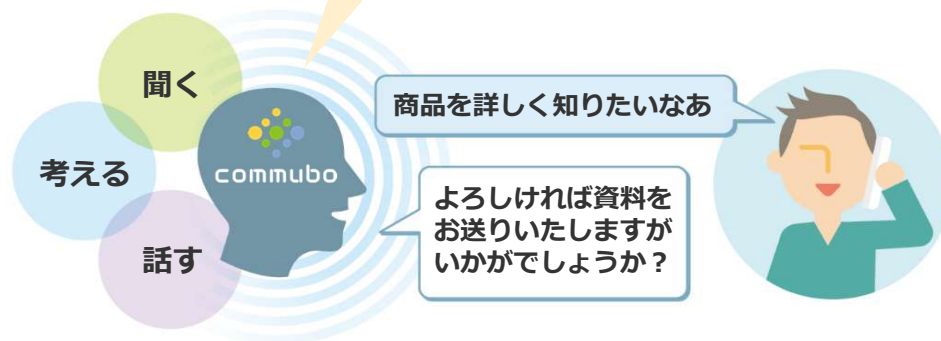 聞く
考える
話す
commubo
商品を詳しく知りたいなあ
よろしければ資料を
お送りいたしますが
いかがでしょうか？